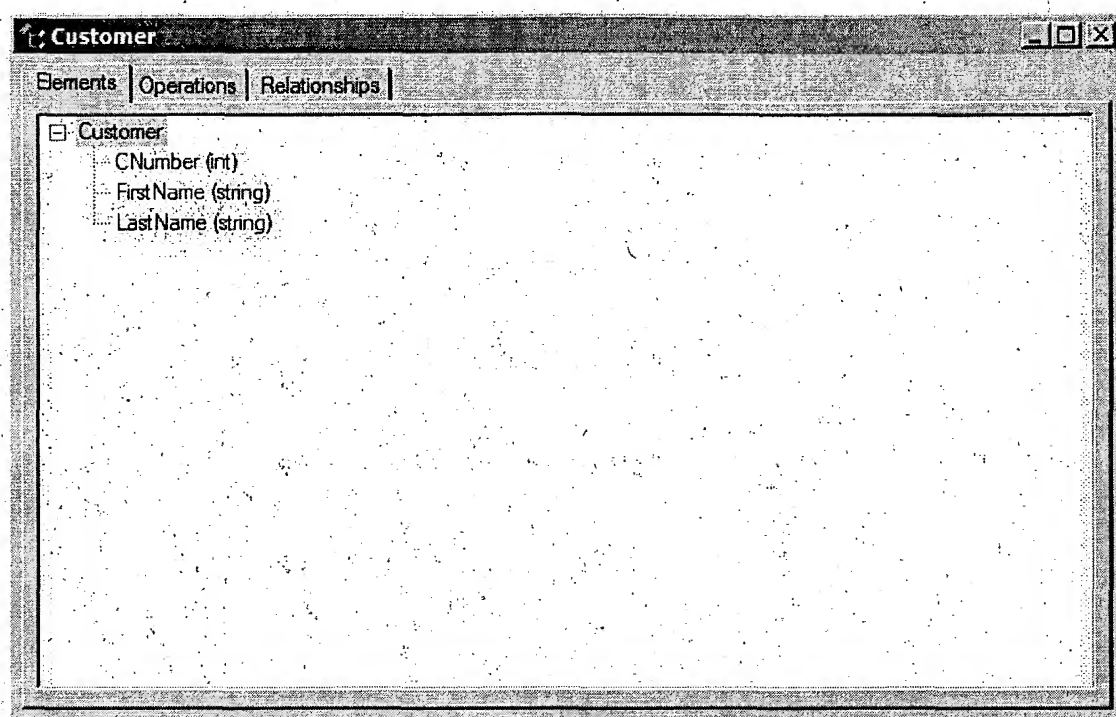 Customer
Elements Operations Relationships
Customer
CNumber (int)
FirstName (string)
LastName (string)